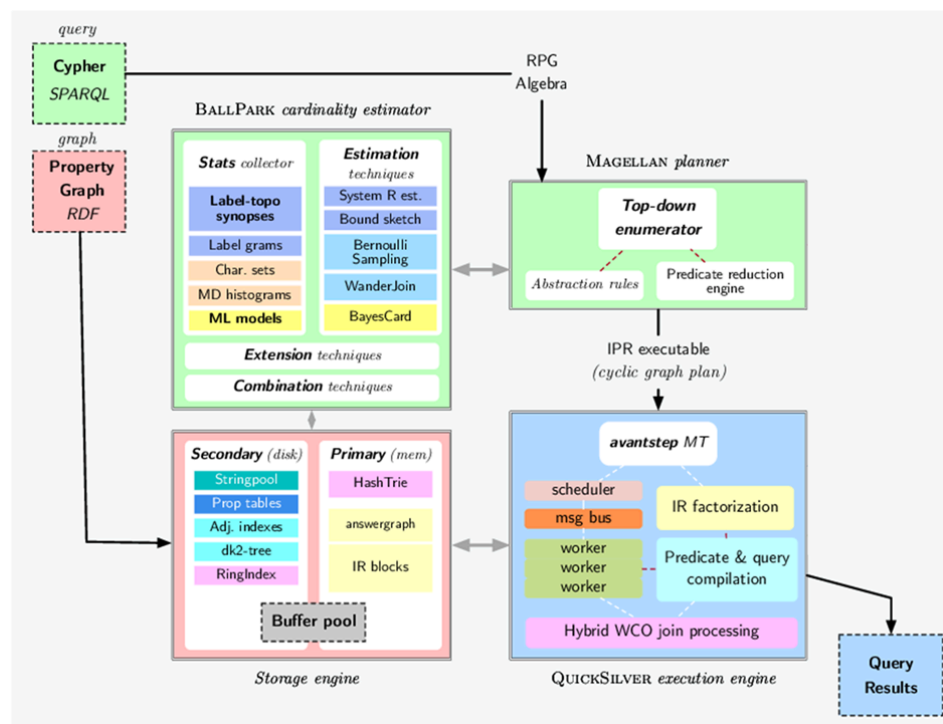 query
Cypher
SPARQL
graph
Property
Graph
RDF
RPG
Algebra
BALLPARK cardinality estimator
Stats collector
Label-topo
synopses
Label grams
Char. sets
MD histograms
ML models
Estimation
techniques
System R est.
Bound sketch
Bernoulli
Sampling
WanderJoin
BayesCard
Extension techniques
Combination techniques
MAGELLAN planner
Top-down
enumerator
Abstraction rules
Predicate reduction
engine
IPR executable
(cyclic graph plan)
Secondary (disk)
Stringpool
Prop tables
Adj. indexes
dk2-tree
RingIndex
Primary (mem)
HashTrie
answergraph
IR blocks
Buffer pool
Storage engine
avantstep MT
scheduler
msg bus
worker
worker
worker
IR factorization
Predicate & query
compilation
Hybrid WCO join processing
QUICKSILVER execution engine
Query
Results